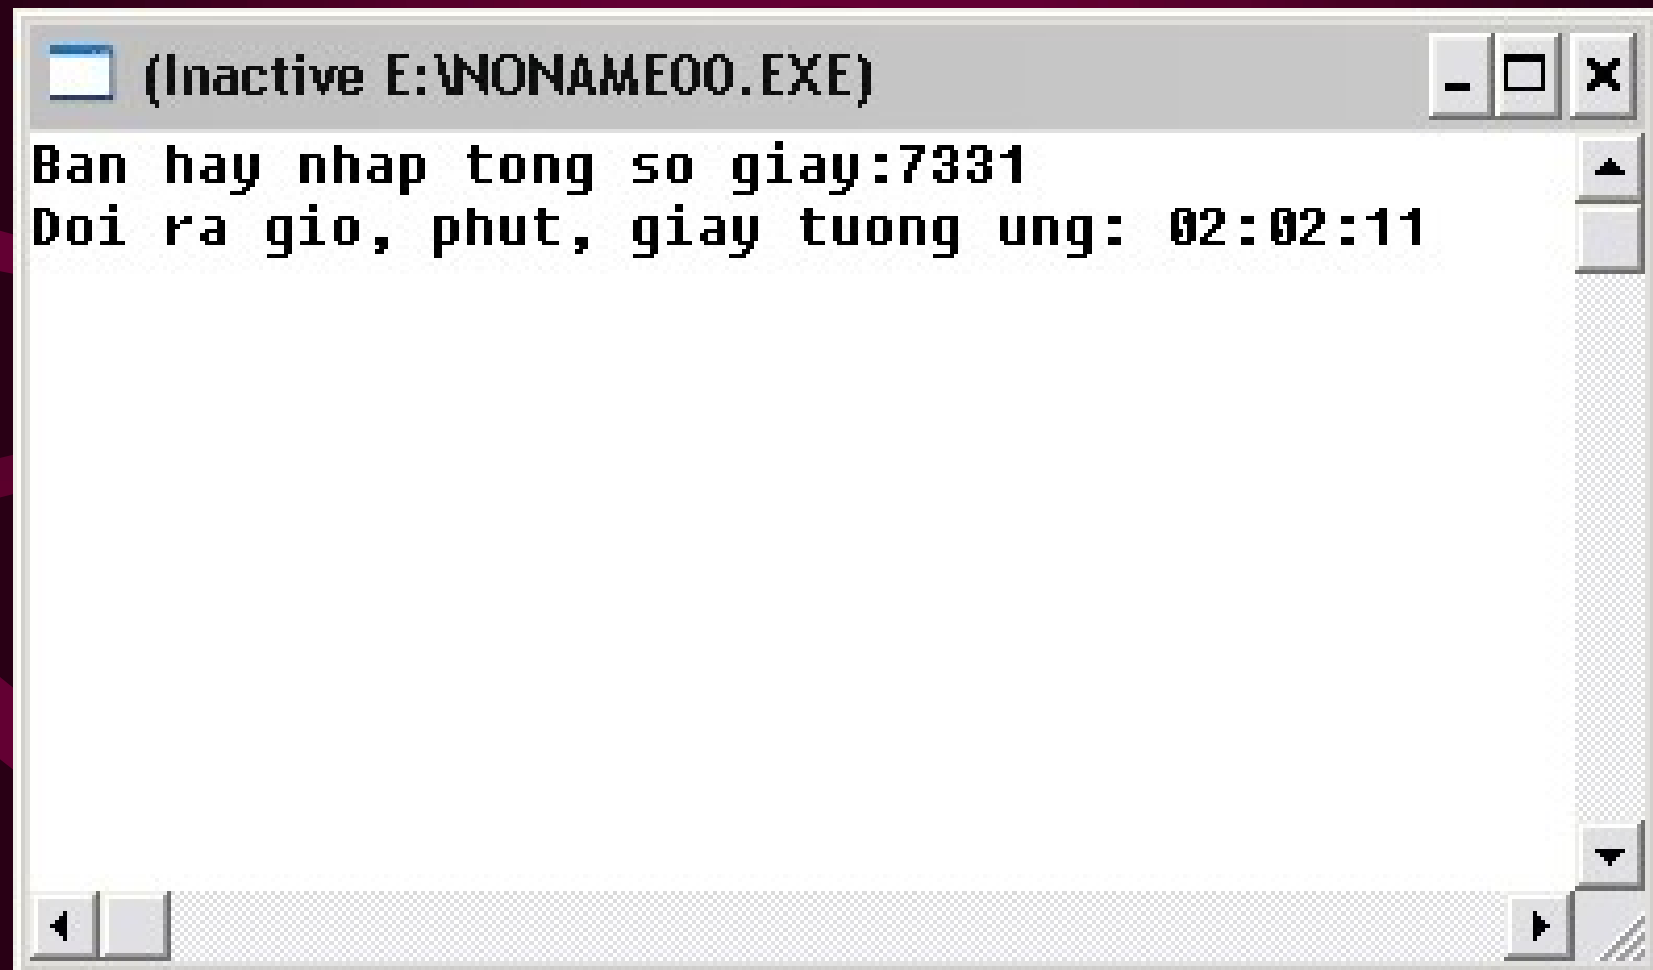 (Inactive E:\NONAME00.EXE)
Ban hay nhap tong so giay:7331
Doi ra gio, phut, giay tuong ung: 02:02:11